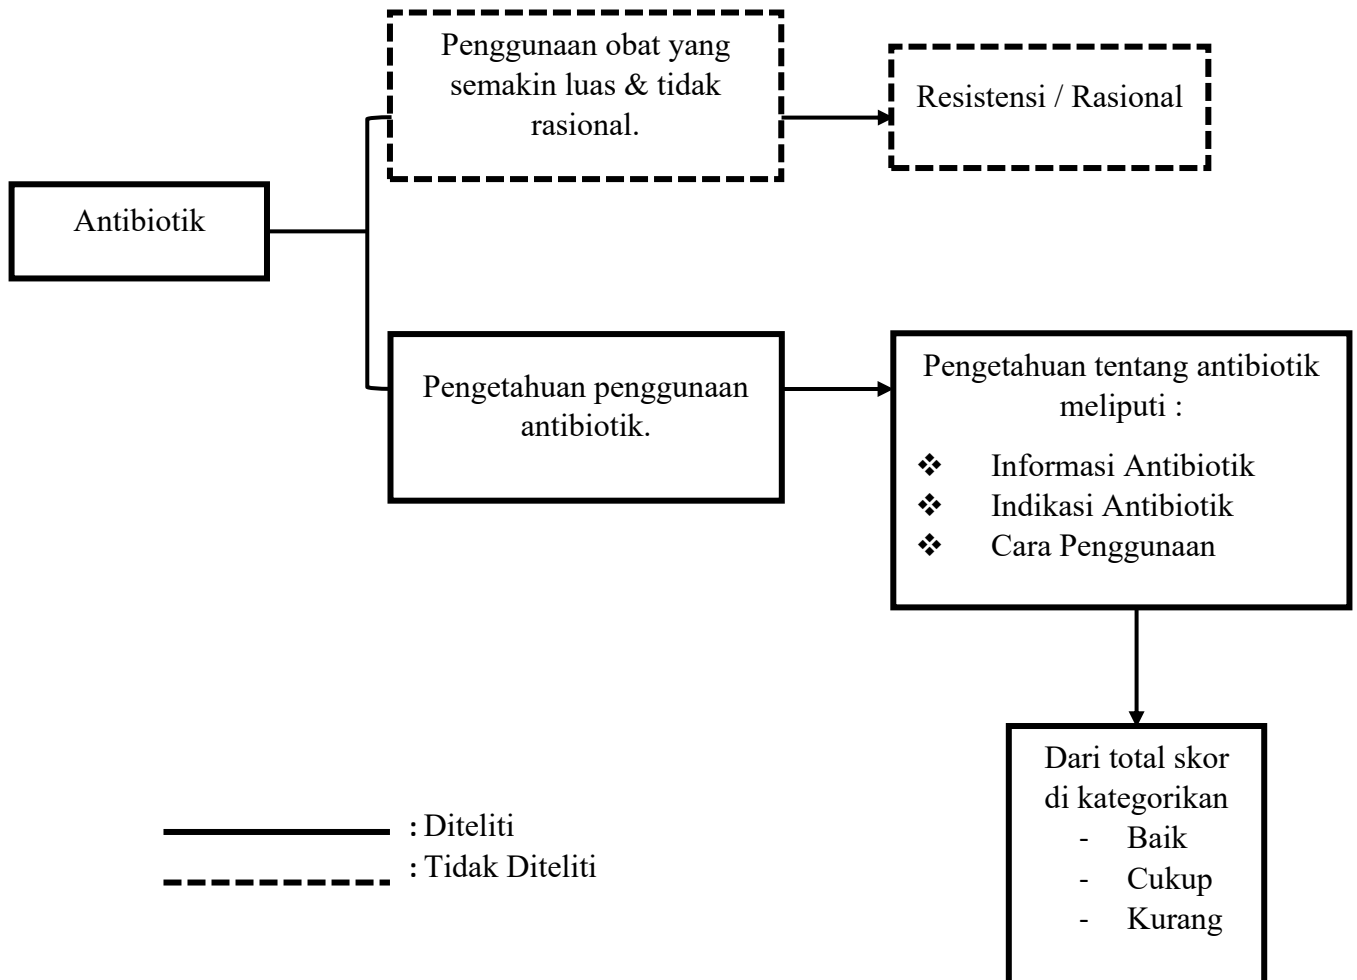 Penggunaan obat yang
semakin luas & tidak
rasional.
Resistensi / Rasional
Antibiotik
Pengetahuan penggunaan
antibiotik.
Pengetahuan tentang antibiotik
meliputi :
❖ Informasi Antibiotik
❖ Indikasi Antibiotik
❖ Cara Penggunaan
Dari total skor
di kategorikan
- Baik
- Cukup
- Kurang
: Diteliti
: Tidak Diteliti